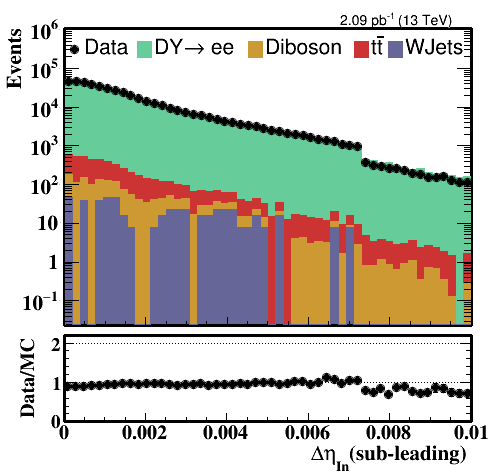 2.09 pb⁻¹ (13 TeV)
Events
10⁶
10⁵
10⁴
10³
10²
10
1
10⁻¹
Data DY→ ee Diboson tt̄ WJets
Data/MC
2
1
0
0 0.002 0.004 0.006 0.008 0.01
Δη_In(sub-leading)